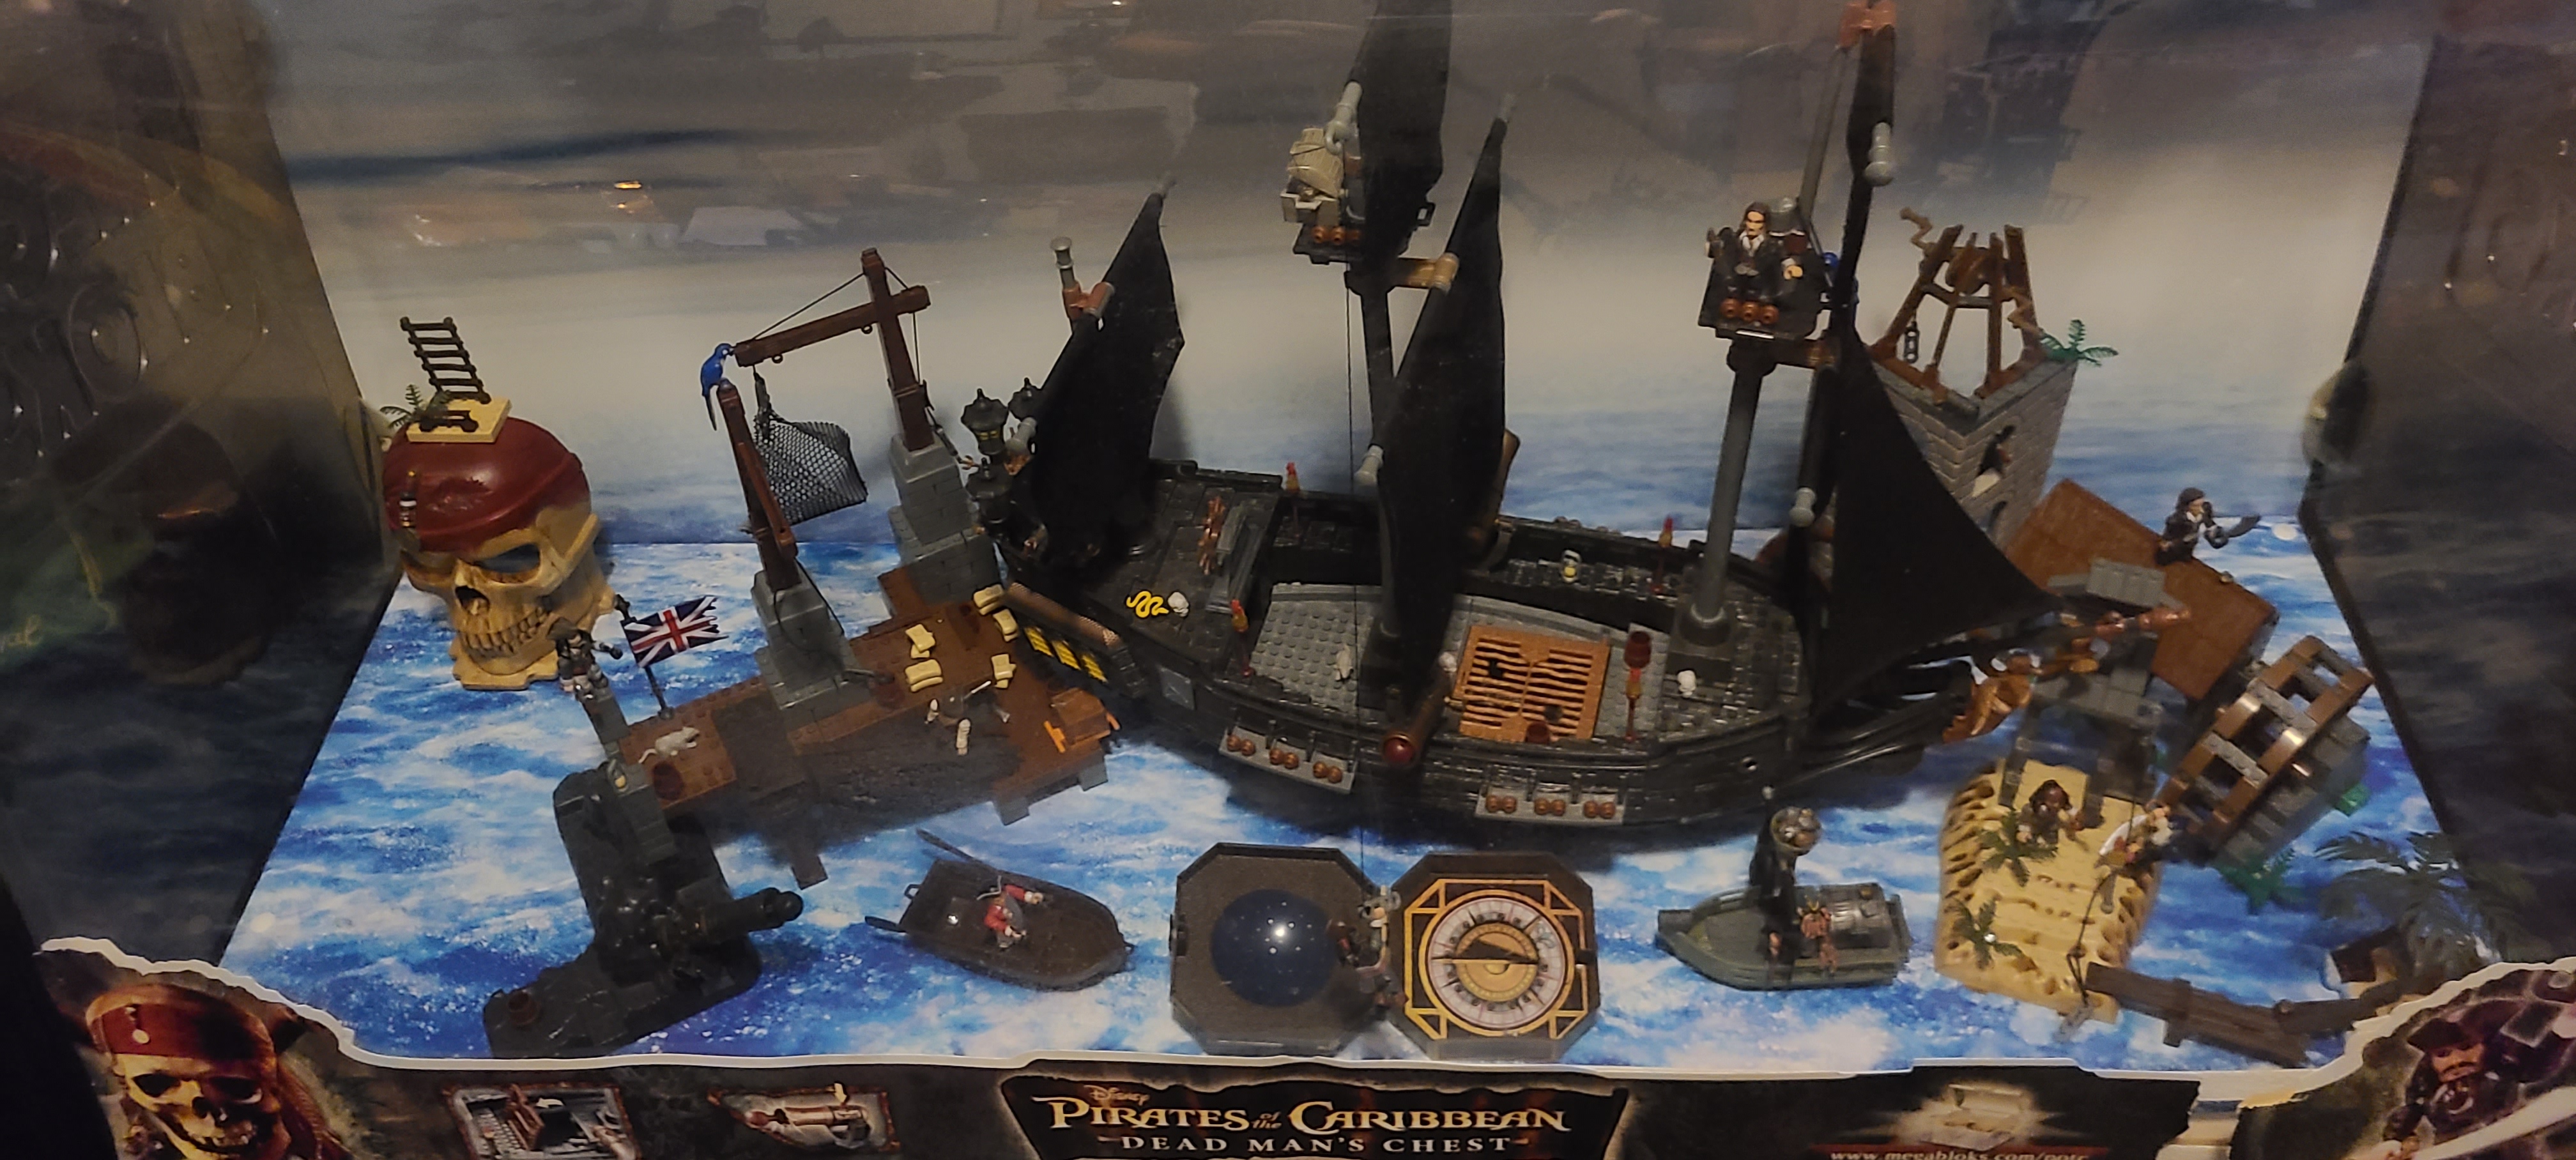 DISNEY
PIRATES of the CARIBBEAN
DEAD MAN'S CHEST
www.megabloks.com/potc